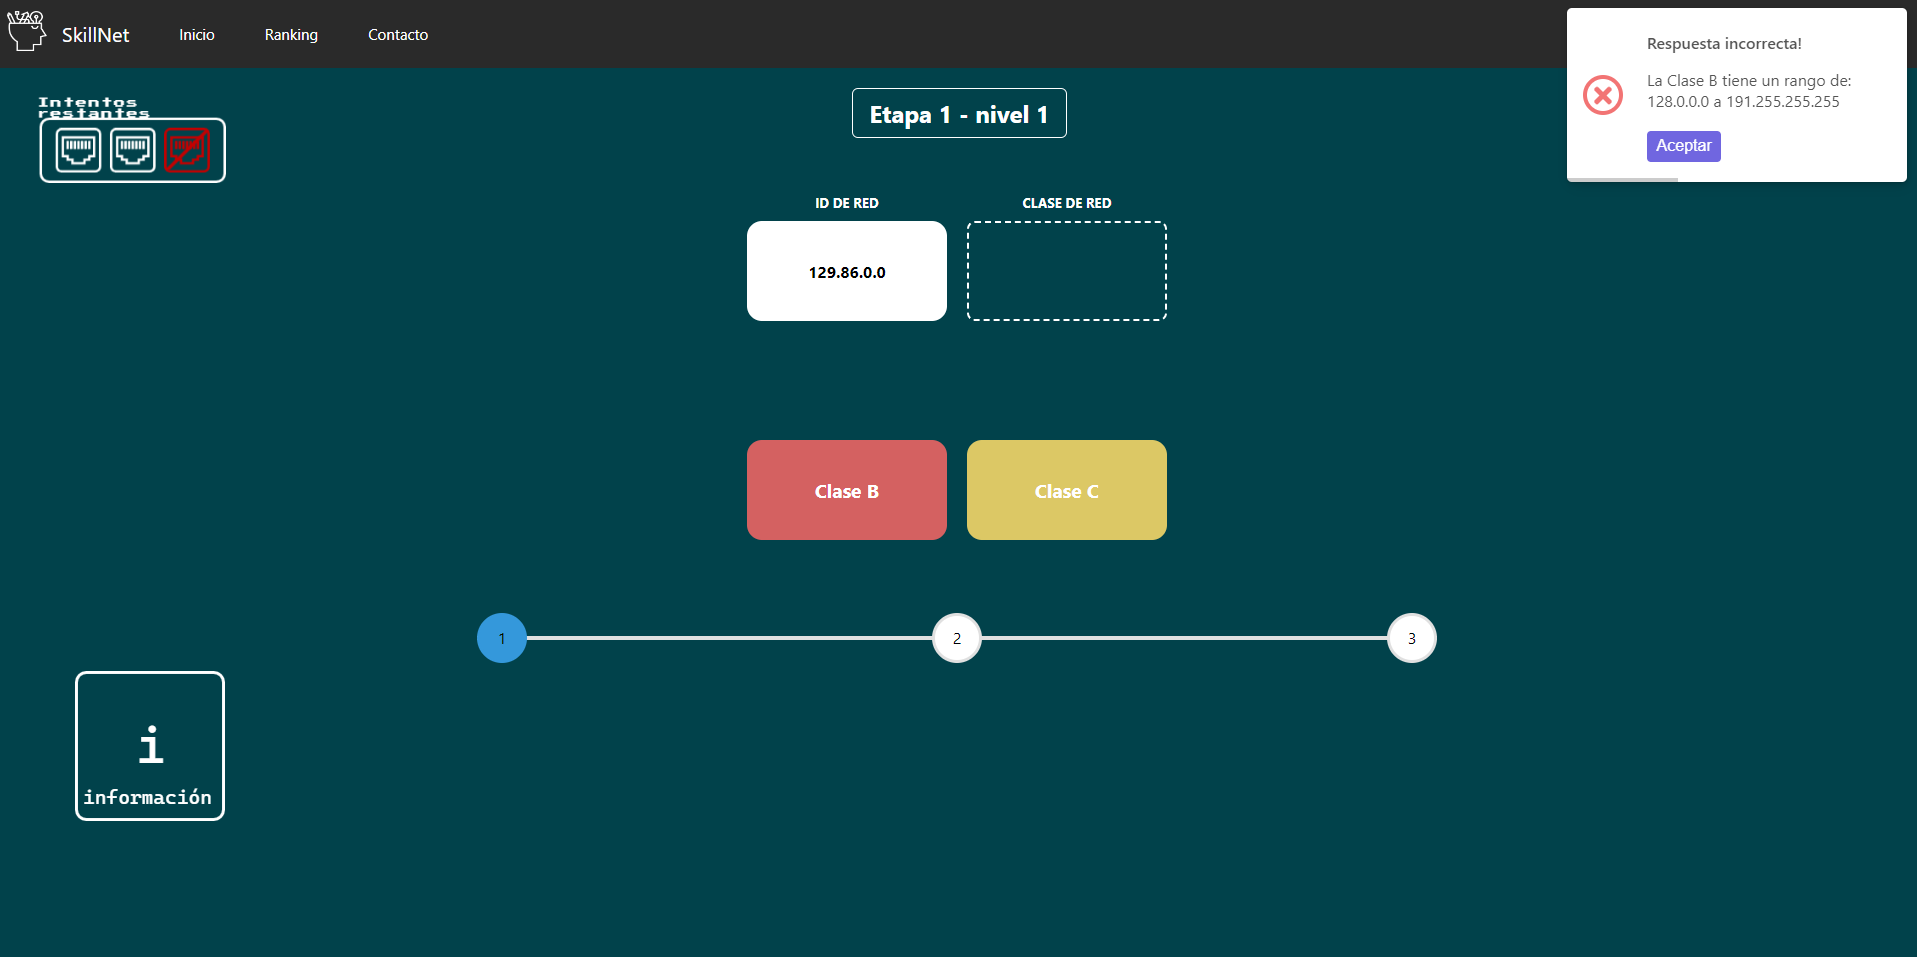 SkillNet
Inicio
Ranking
Contacto
Respuesta incorrecta!
La Clase B tiene un rango de:
128.0.0.0 a 191.255.255.255
Aceptar
Intentos
restantes
Etapa 1 - nivel 1
ID DE RED
CLASE DE RED
129.86.0.0
Clase B
Clase C
1
2
3
i
información